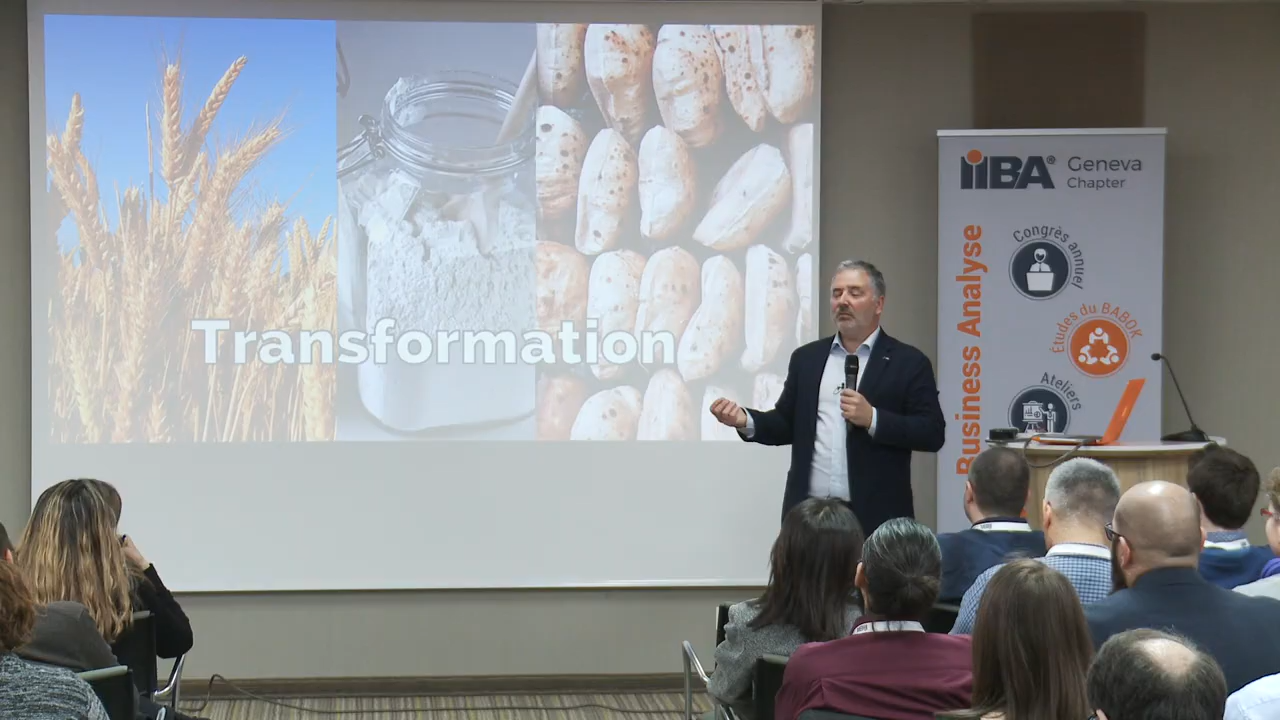 Transformation
iiBA® Geneva
Chapter
Business Analyse
Congrès annuel
Études du BABOK
Ateliers